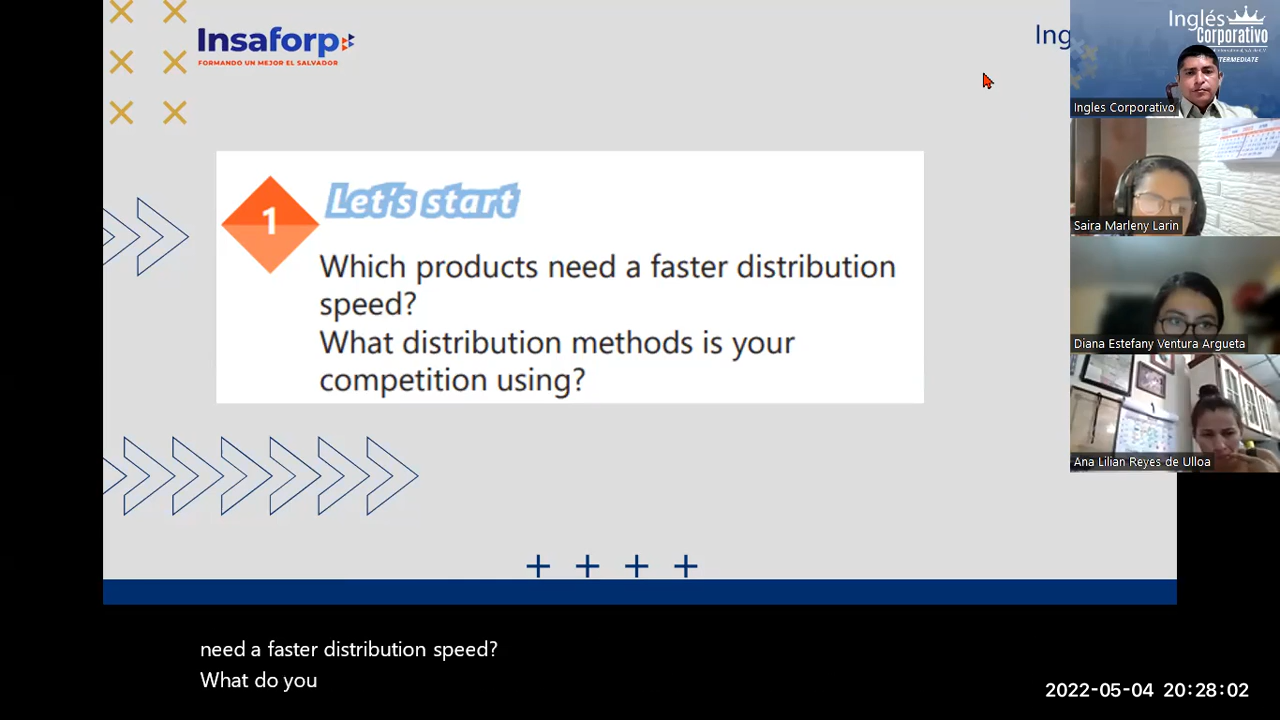 Insaforp
FORMANDO UN MEJOR EL SALVADOR
Ing
Inglés
Corporativo
Ingles Corporativo
Saira Marleny Larin
Diana Estefany Ventura Argueta
Ana Lilian Reyes de Ulloa
1
Let's start
Which products need a faster distribution
speed?
What distribution methods is your
competition using?
need a faster distribution speed?
What do you
2022-05-04 20:28:02